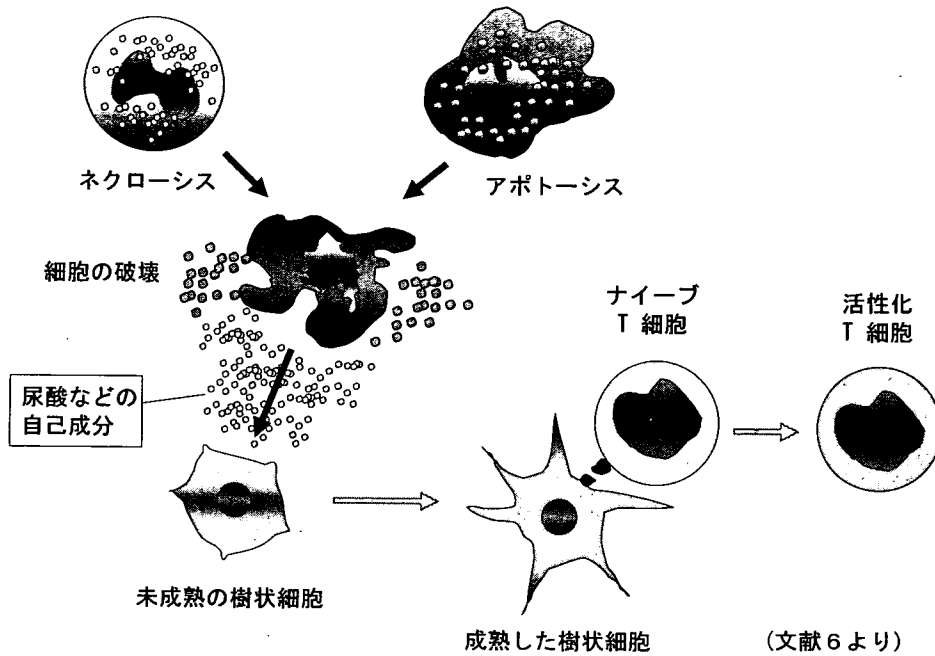 ネクローシス
アポトーシス
細胞の破壊
ナイーブ
T 細胞
活性化
T 細胞
尿酸などの
自己成分
未成熟の樹状細胞
成熟した樹状細胞
(文献6より)